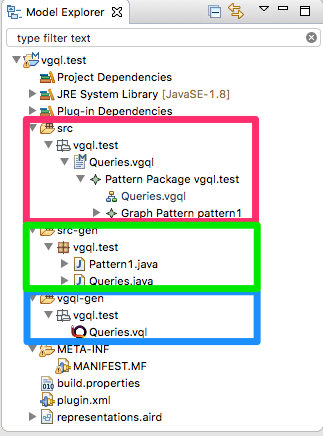 Model Explorer
type filter text
vgql.test
Project Dependencies
JRE System Library [JavaSE-1.8]
Plug-in Dependencies
src
vgql.test
Queries.vgql
Pattern Package vgql.test
Queries.vgql
Graph Pattern pattern1
src-gen
vgql.test
Pattern1.java
Queries.java
vgql-gen
vgql.test
Queries.vql
META-INF
MANIFEST.MF
build.properties
plugin.xml
representations.aird